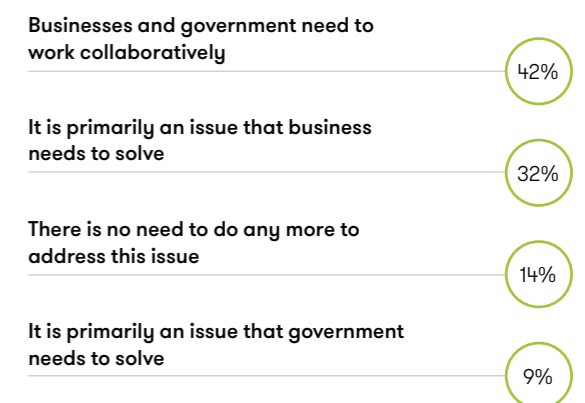 Businesses and government need to
work collaboratively
42%
It is primarily an issue that business
needs to solve
32%
There is no need to do any more to
address this issue
14%
It is primarily an issue that government
needs to solve
9%